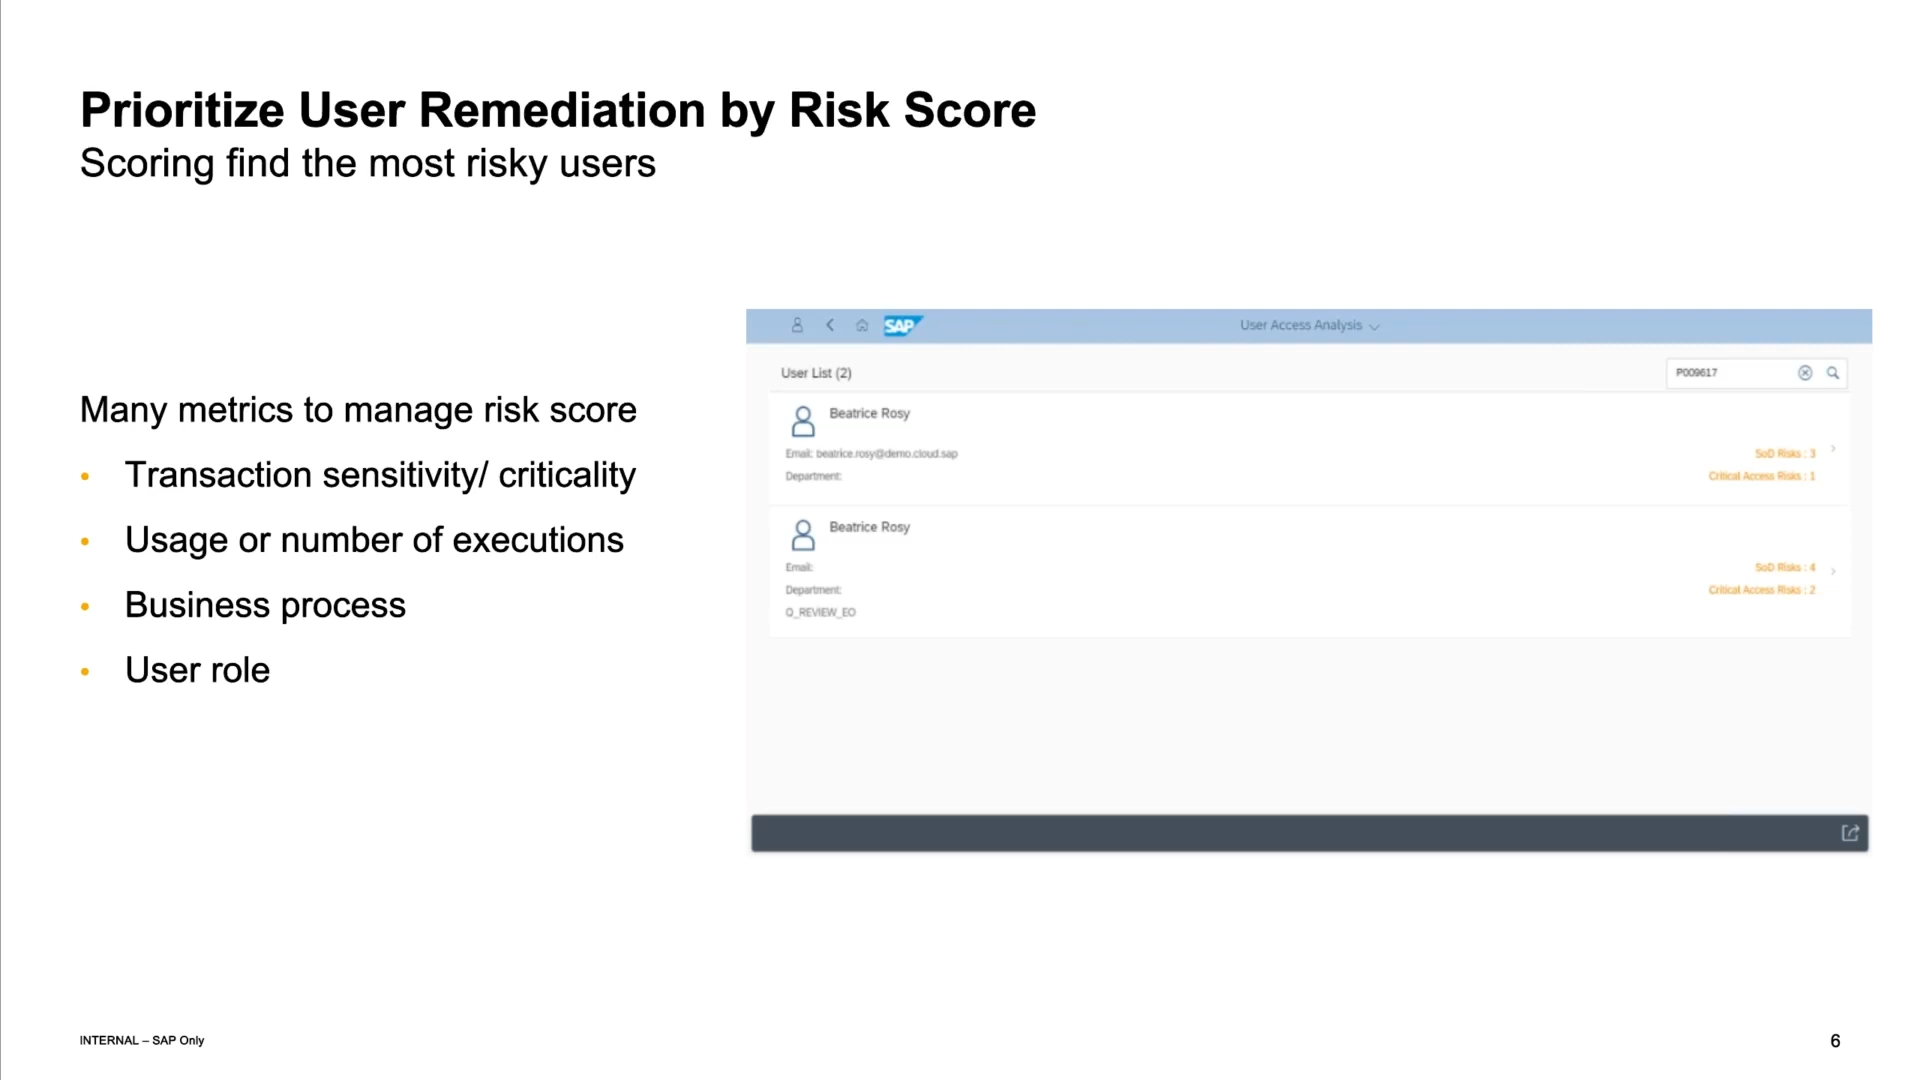 Prioritize User Remediation by Risk Score
Scoring find the most risky users
Many metrics to manage risk score
• Transaction sensitivity/ criticality
• Usage or number of executions
• Business process
• User role
SAP
User Access Analysis
User List (2)
P009617
Beatrice Rosy
Email: beatrice.rosy@demo.cloud.sap
SoD Risks : 3
Department:
Critical Access Risks : 1
Beatrice Rosy
Email:
SoD Risks : 4
Department:
Critical Access Risks : 2
Q_REVIEW_EO
INTERNAL – SAP Only
6